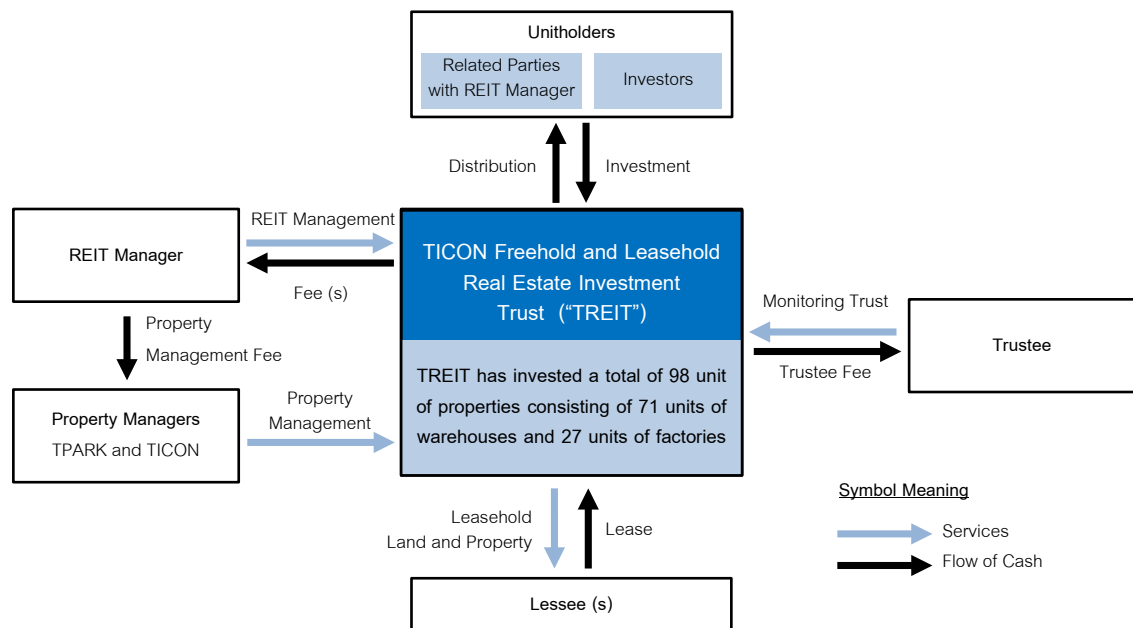 Unitholders
Related Parties
with REIT Manager
Investors
Distribution
Investment
REIT Management
REIT Manager
Fee (s)
TICON Freehold and Leasehold
Real Estate Investment
Trust (“TREIT”)
Monitoring Trust
Trustee
Trustee Fee
Property
Management Fee
TREIT has invested a total of 98 unit
of properties consisting of 71 units of
warehouses and 27 units of factories
Property Managers
TPARK and TICON
Property
Management
Leasehold
Land and Property
Lease
Symbol Meaning
Services
Flow of Cash
Lessee (s)